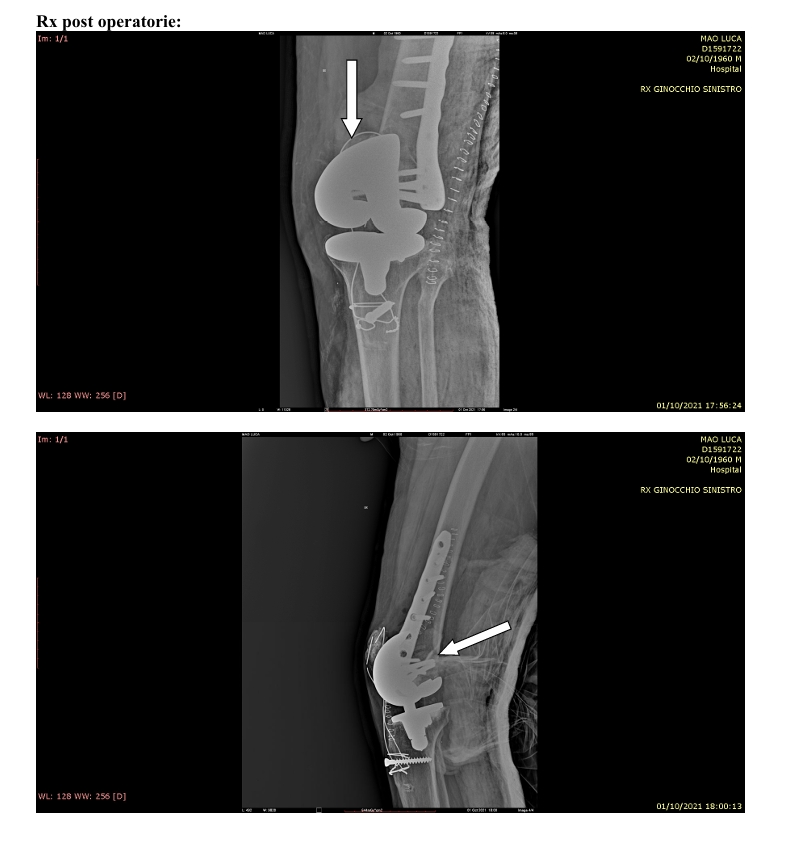 Rx post operatorie:
Im: 1/1
MAO LUCA
D1591722
02/10/1960 M
Hospital
RX GINOCCHIO SINISTRO
WL: 128 WW: 256 [D]
01/10/2021 17:56:24
Im: 1/1
MAO LUCA
D1591722
02/10/1960 M
Hospital
RX GINOCCHIO SINISTRO
WL: 128 WW: 256 [D]
01/10/2021 18:00:13